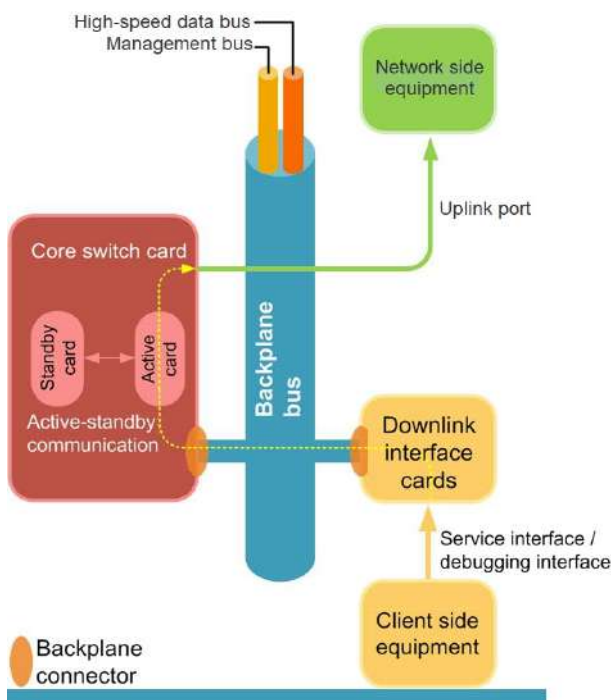 High-speed data bus
Management bus
Network side
equipment
Uplink port
Core switch card
Standby
card
Active
card
Active-standby
communication
Backplane
bus
Downlink
interface
cards
Service interface /
debugging interface
Client side
equipment
Backplane
connector